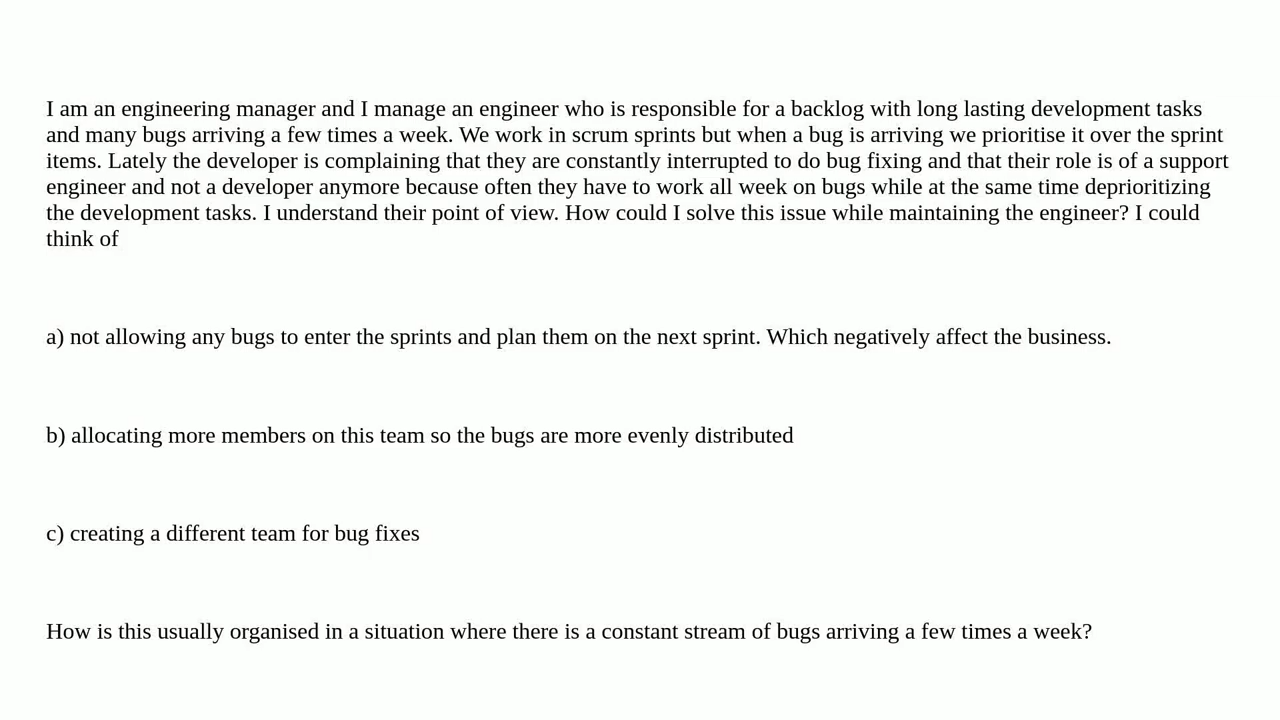 I am an engineering manager and I manage an engineer who is responsible for a backlog with long lasting development tasks
and many bugs arriving a few times a week. We work in scrum sprints but when a bug is arriving we prioritise it over the sprint
items. Lately the developer is complaining that they are constantly interrupted to do bug fixing and that their role is of a support
engineer and not a developer anymore because often they have to work all week on bugs while at the same time deprioritizing
the development tasks. I understand their point of view. How could I solve this issue while maintaining the engineer? I could
think of
a) not allowing any bugs to enter the sprints and plan them on the next sprint. Which negatively affect the business.
b) allocating more members on this team so the bugs are more evenly distributed
c) creating a different team for bug fixes
How is this usually organised in a situation where there is a constant stream of bugs arriving a few times a week?